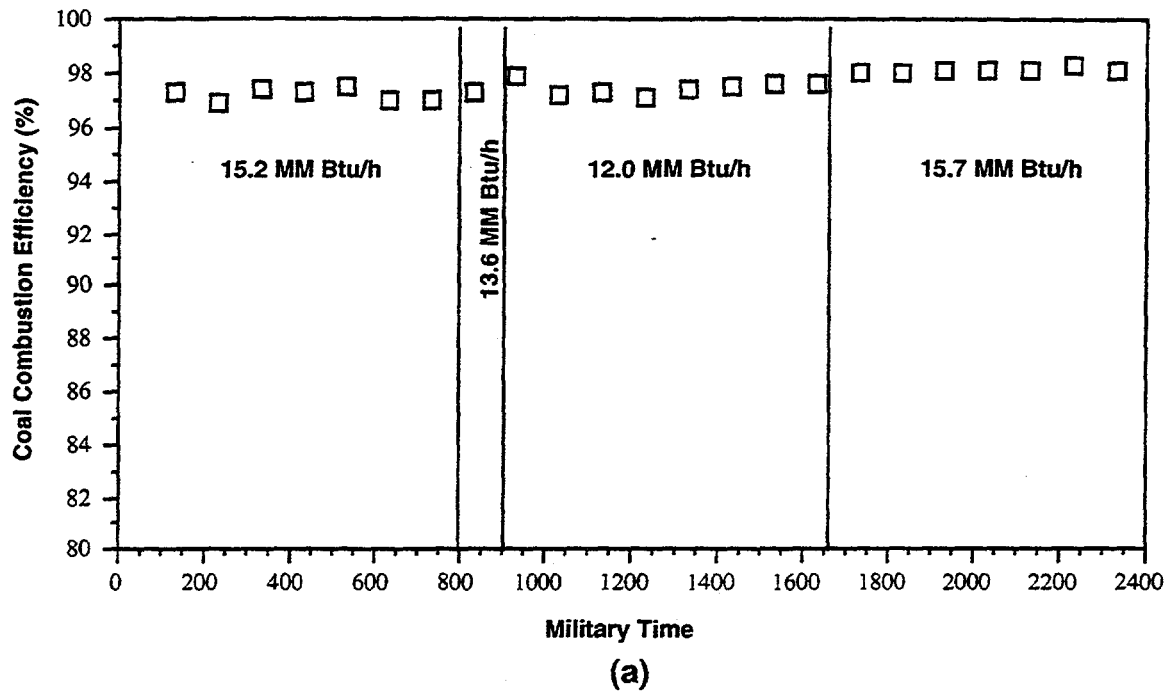 100
98
96
94
92
90
88
86
84
82
80
Coal Combustion Efficiency (%)
15.2 MM Btu/h
13.6 MM Btu/h
12.0 MM Btu/h
15.7 MM Btu/h
0 200 400 600 800 1000 1200 1400 1600 1800 2000 2200 2400
Military Time
(a)